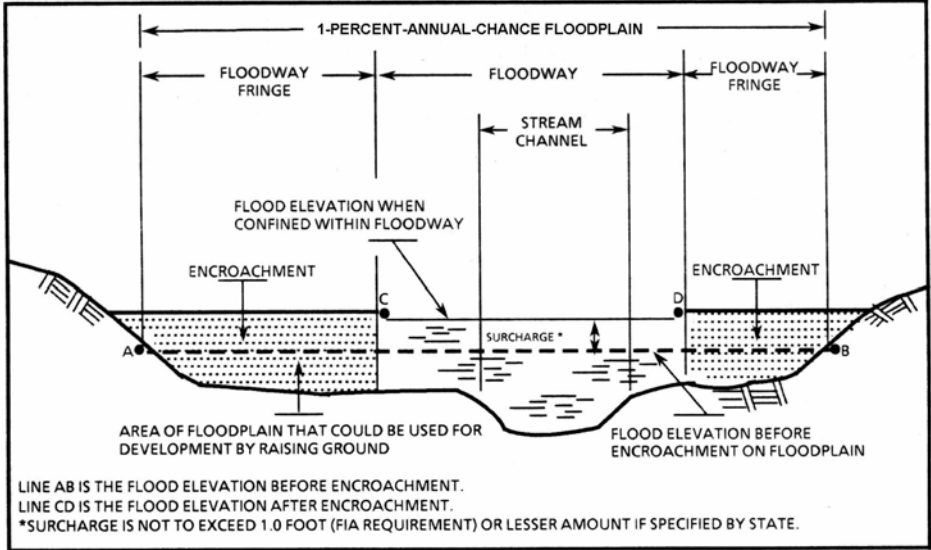 1-PERCENT-ANNUAL-CHANCE FLOODPLAIN
FLOODWAY
FRINGE
FLOODWAY
FLOODWAY
FRINGE
STREAM
CHANNEL
FLOOD ELEVATION WHEN
CONFINED WITHIN FLOODWAY
ENCROACHMENT
ENCROACHMENT
C
D
SURCHARGE *
A
B
AREA OF FLOODPLAIN THAT COULD BE USED FOR
DEVELOPMENT BY RAISING GROUND
FLOOD ELEVATION BEFORE
ENCROACHMENT ON FLOODPLAIN
LINE AB IS THE FLOOD ELEVATION BEFORE ENCROACHMENT.
LINE CD IS THE FLOOD ELEVATION AFTER ENCROACHMENT.
*SURCHARGE IS NOT TO EXCEED 1.0 FOOT (FIA REQUIREMENT) OR LESSER AMOUNT IF SPECIFIED BY STATE.